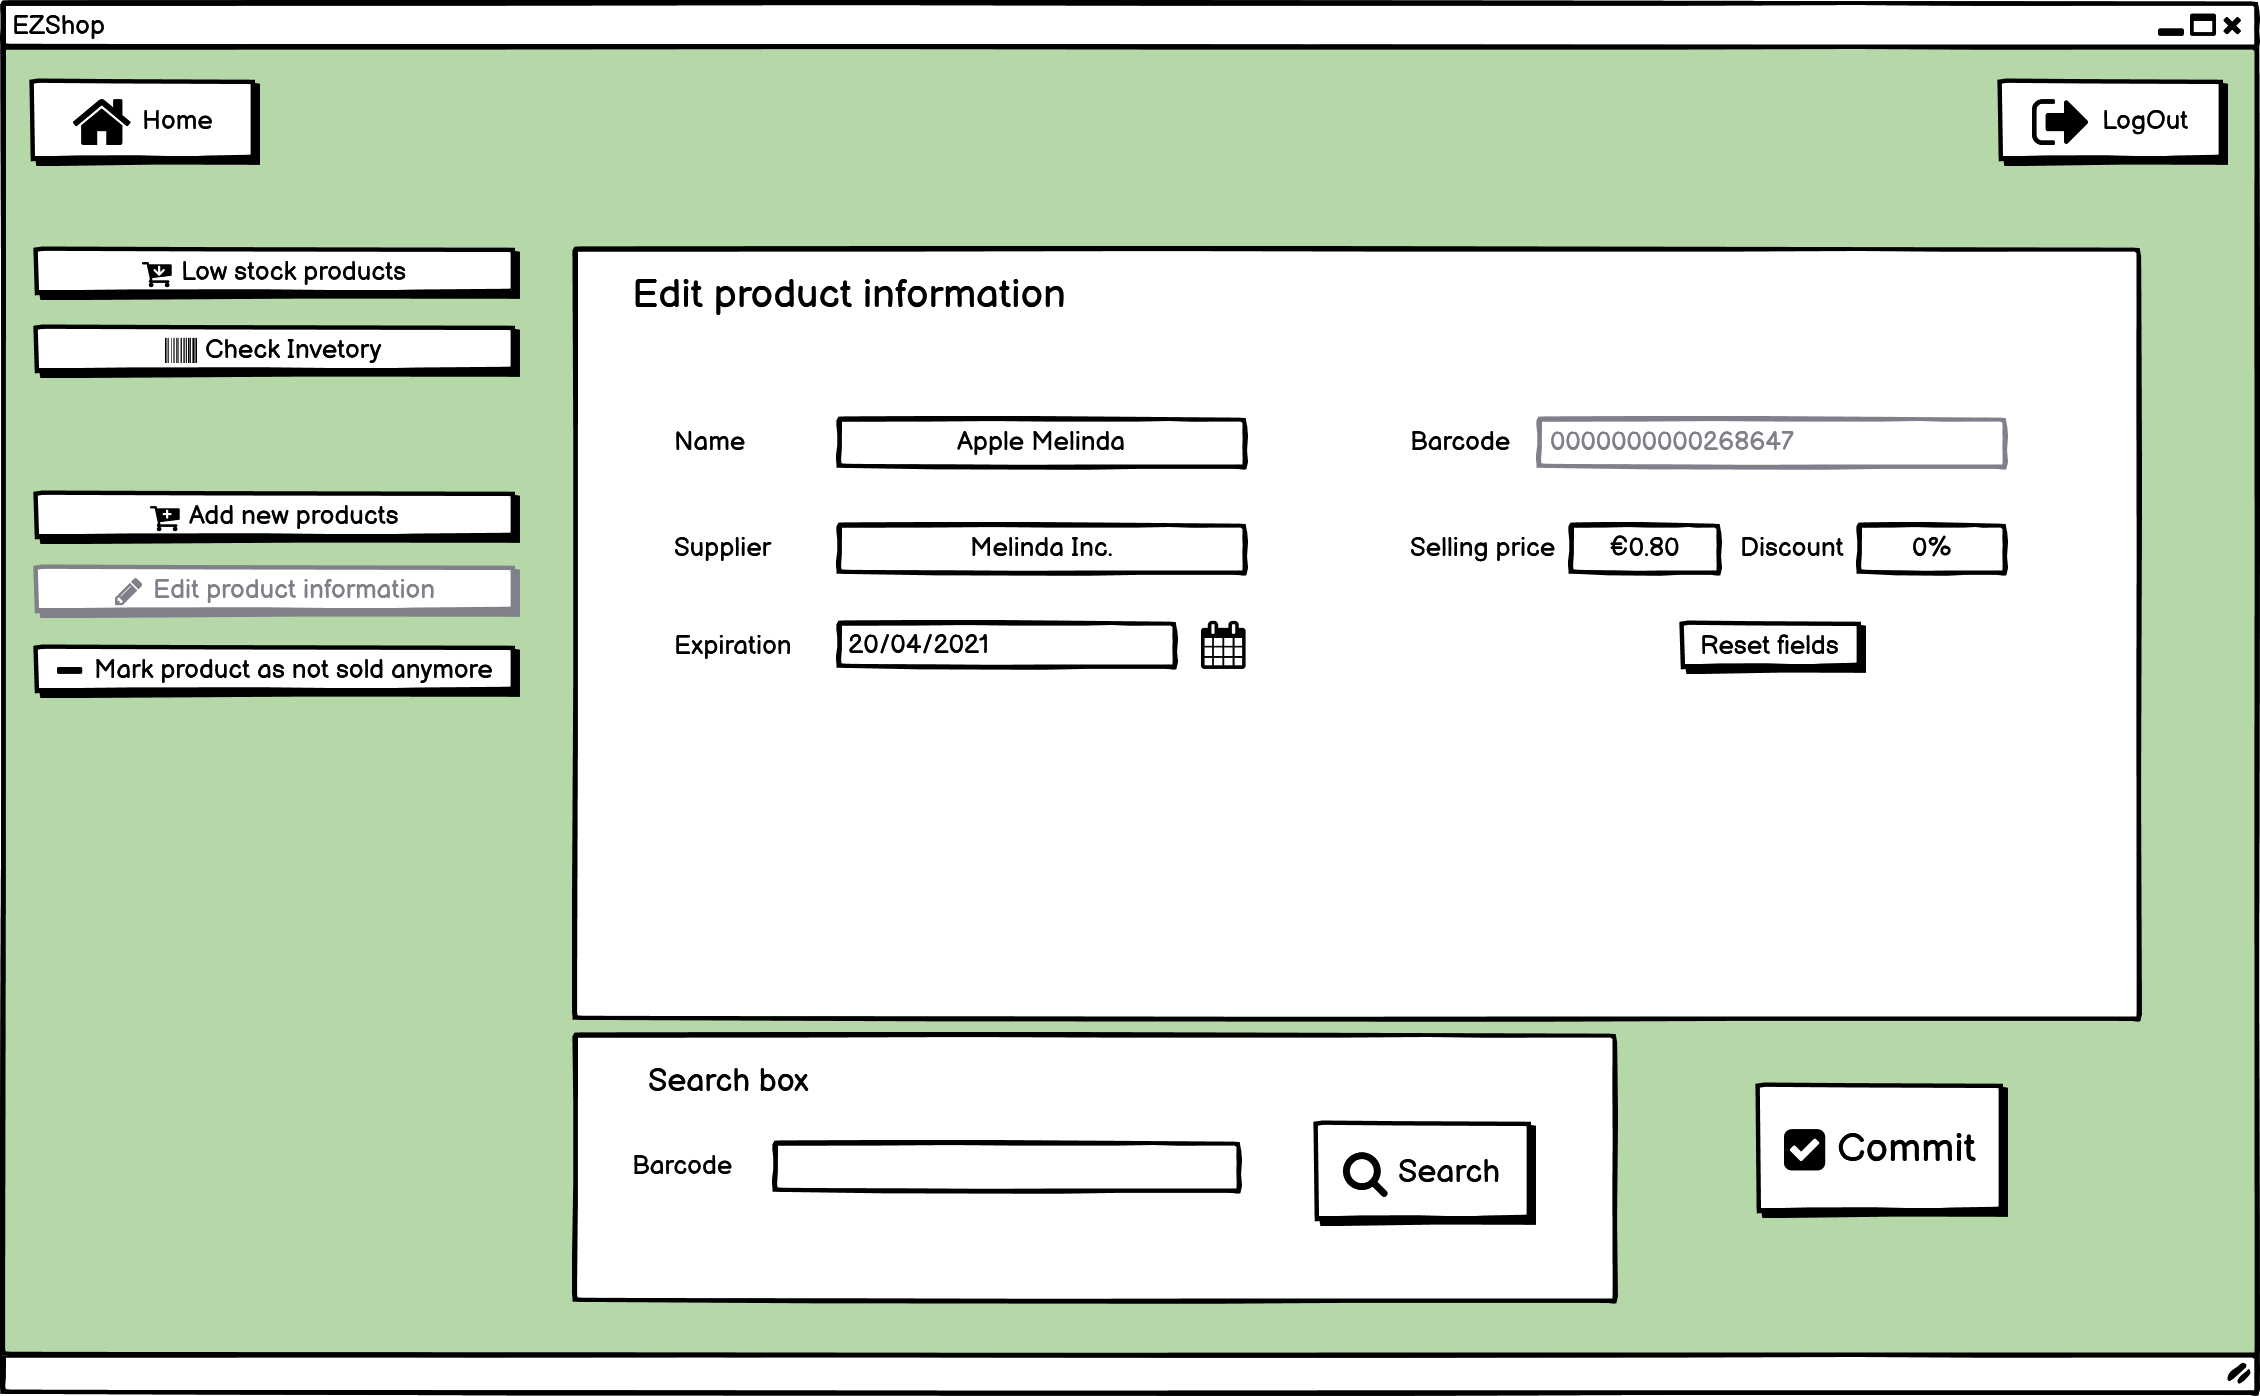 EZShop
Home
LogOut
Low stock products
Check Invetory
Add new products
Edit product information
Mark product as not sold anymore
Edit product information
Name
Apple Melinda
Barcode
0000000000268647
Supplier
Melinda Inc.
Selling price
€0.80
Discount
0%
Expiration
20/04/2021
Reset fields
Search box
Barcode
Search
Commit